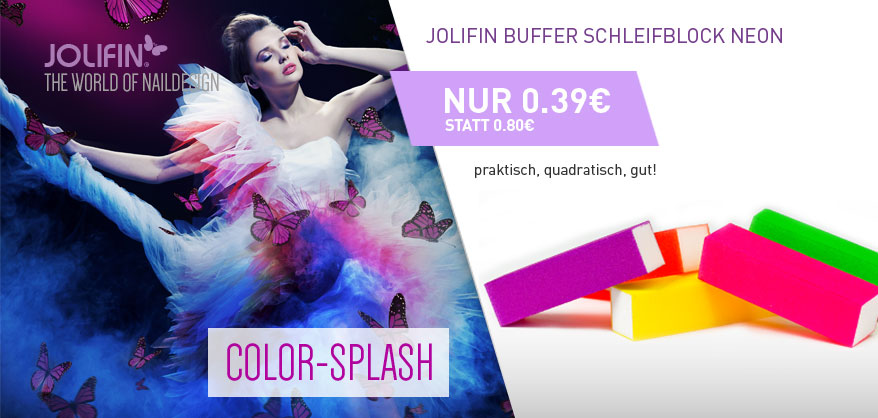 JOLIFIN®
THE WORLD OF NAILDESIGN
COLOR-SPLASH
JOLIFIN BUFFER SCHLEIFBLOCK NEON
NUR 0.39€
STATT 0.80€
praktisch, quadratisch, gut!